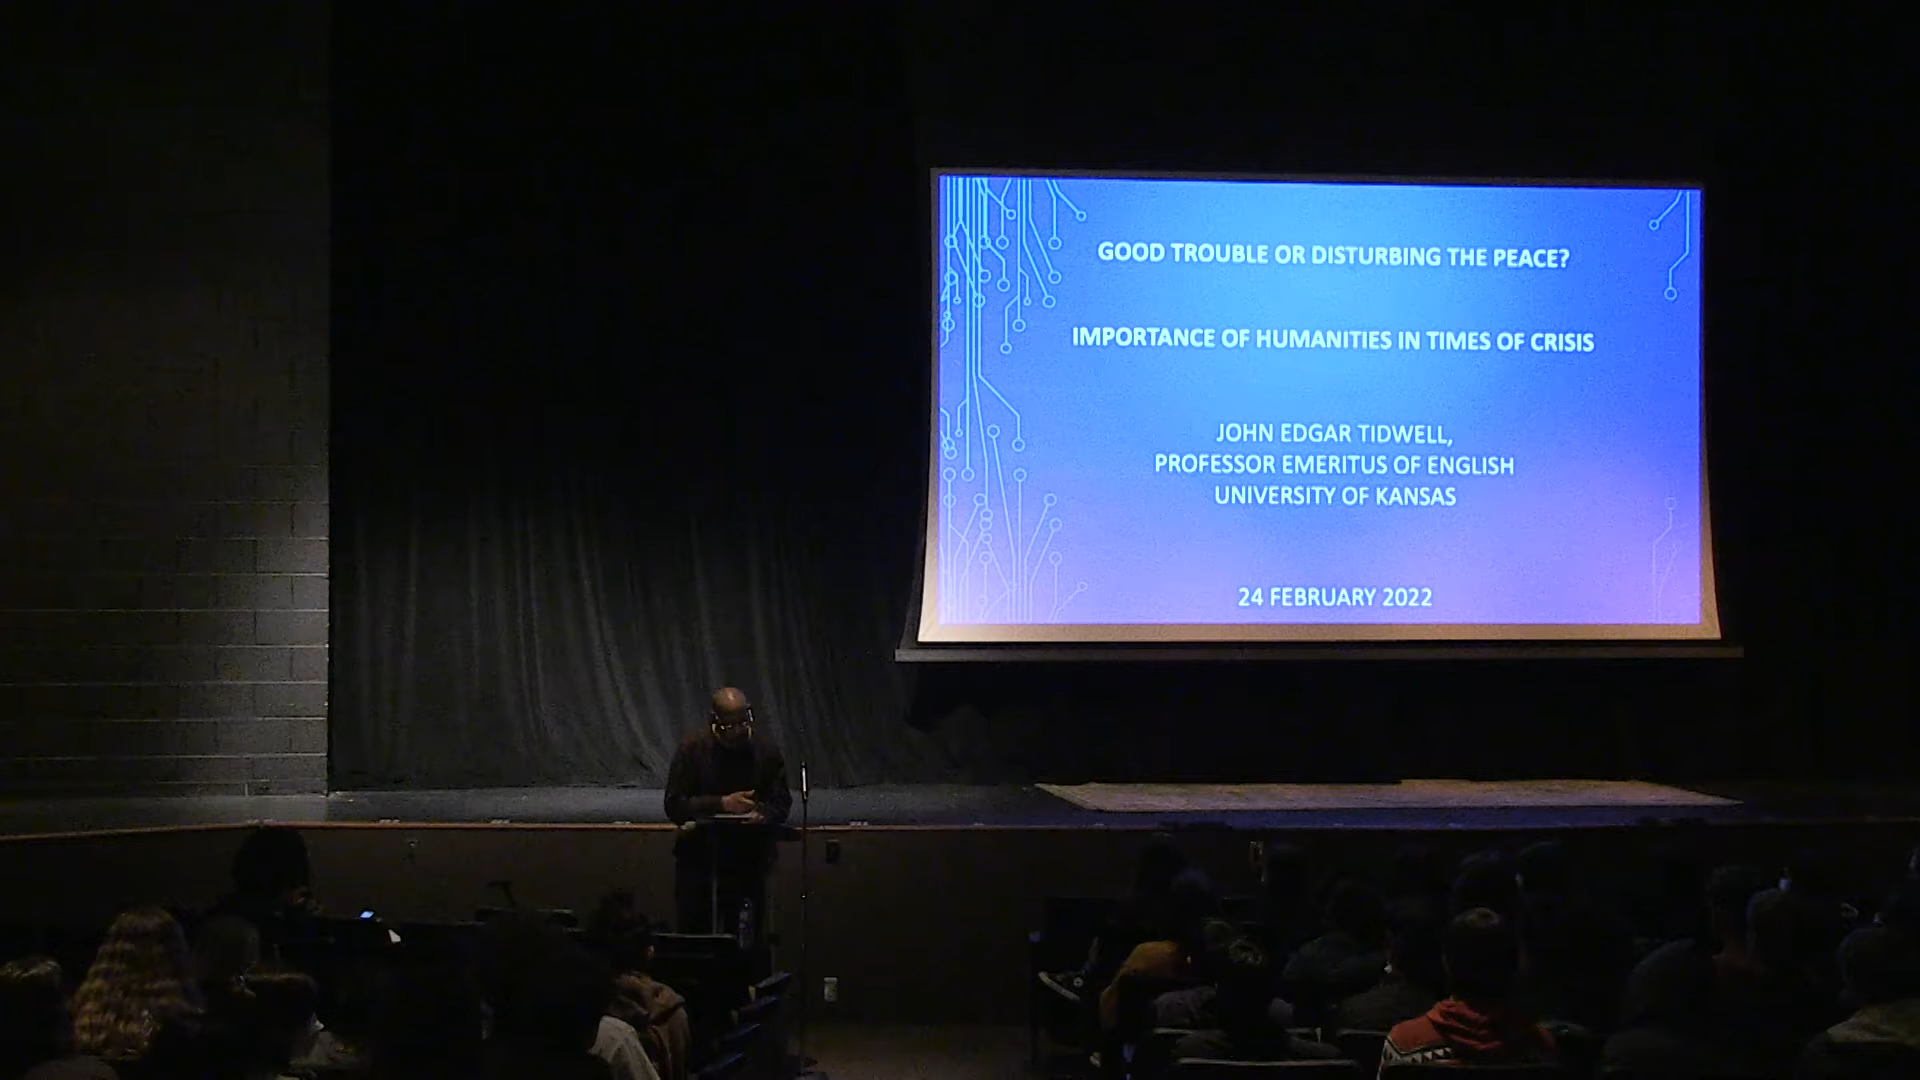 GOOD TROUBLE OR DISTURBING THE PEACE?
IMPORTANCE OF HUMANITIES IN TIMES OF CRISIS
JOHN EDGAR TIDWELL,
PROFESSOR EMERITUS OF ENGLISH
UNIVERSITY OF KANSAS
24 FEBRUARY 2022